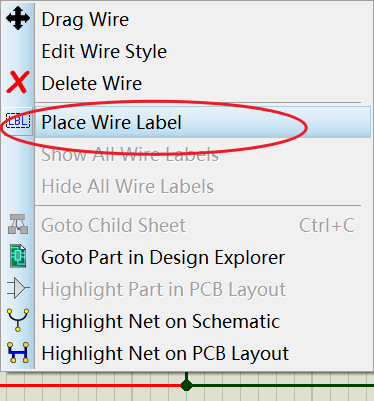 Drag Wire
Edit Wire Style
Delete Wire
LBL Place Wire Label
Show All Wire Labels
Hide All Wire Labels
Goto Child Sheet Ctrl+C
Goto Part in Design Explorer
Highlight Part in PCB Layout
Highlight Net on Schematic
Highlight Net on PCB Layout